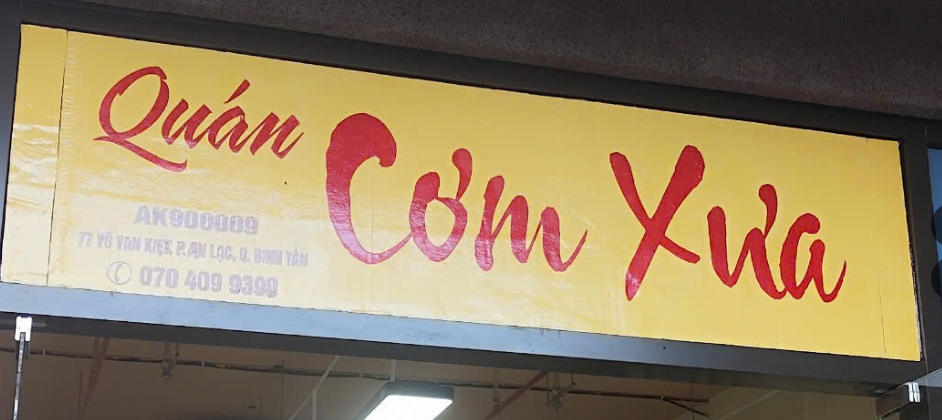 Quán
Cơm Xưa
AK900009
77 VÕ VĂN KIỆT, P. AN LẠC, Q. BÌNH TÂN
070 409 9399